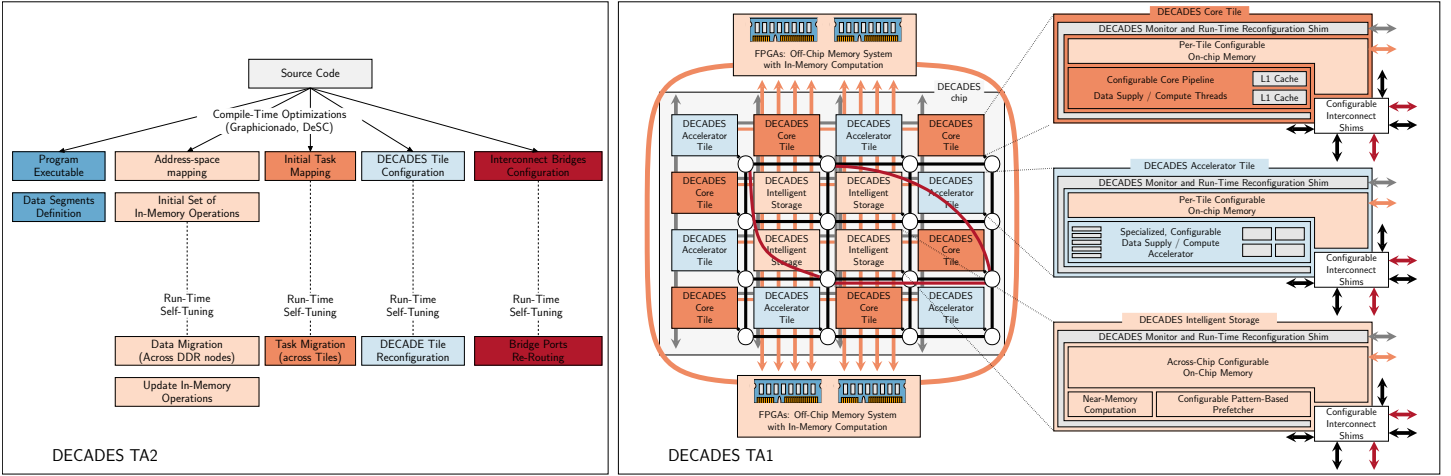 Source Code
Compile-Time Optimizations
(Graphicionado, DeSC)
Program
Executable
Address-space
mapping
Initial Task
Mapping
DECADES Tile
Configuration
Interconnect Bridges
Configuration
Data Segments
Definition
Initial Set of
In-Memory Operations
Run-Time
Self-Tuning
Run-Time
Self-Tuning
Run-Time
Self-Tuning
Run-Time
Self-Tuning
Data Migration
(Across DDR nodes)
Task Migration
(across Tiles)
DECADE Tile
Reconfiguration
Bridge Ports
Re-Routing
Update In-Memory
Operations
DECADES TA2
FPGAs: Off-Chip Memory System
with In-Memory Computation
DECADES
chip
DECADES
Accelerator
Tile
DECADES
Core
Tile
DECADES
Accelerator
Tile
DECADES
Core
Tile
DECADES
Core
Tile
DECADES
Intelligent
Storage
DECADES
Intelligent
Storage
DECADES
Accelerator
Tile
DECADES
Accelerator
Tile
DECADES
Intelligent
Storage
DECADES
Intelligent
Storage
DECADES
Core
Tile
DECADES
Core
Tile
DECADES
Accelerator
Tile
DECADES
Core
Tile
DECADES
Accelerator
Tile
FPGAs: Off-Chip Memory System
with In-Memory Computation
DECADES TA1
DECADES Core Tile
DECADES Monitor and Run-Time Reconfiguration Shim
Per-Tile Configurable
On-chip Memory
Configurable Core Pipeline
Data Supply / Compute Threads
L1 Cache
L1 Cache
Configurable
Interconnect
Shims
DECADES Accelerator Tile
DECADES Monitor and Run-Time Reconfiguration Shim
Per-Tile Configurable
On-chip Memory
Specialized, Configurable
Data Supply / Compute
Accelerator
Configurable
Interconnect
Shims
DECADES Intelligent Storage
DECADES Monitor and Run-Time Reconfiguration Shim
Across-Chip Configurable
On-Chip Memory
Near-Memory
Computation
Configurable Pattern-Based
Prefetcher
Configurable
Interconnect
Shims